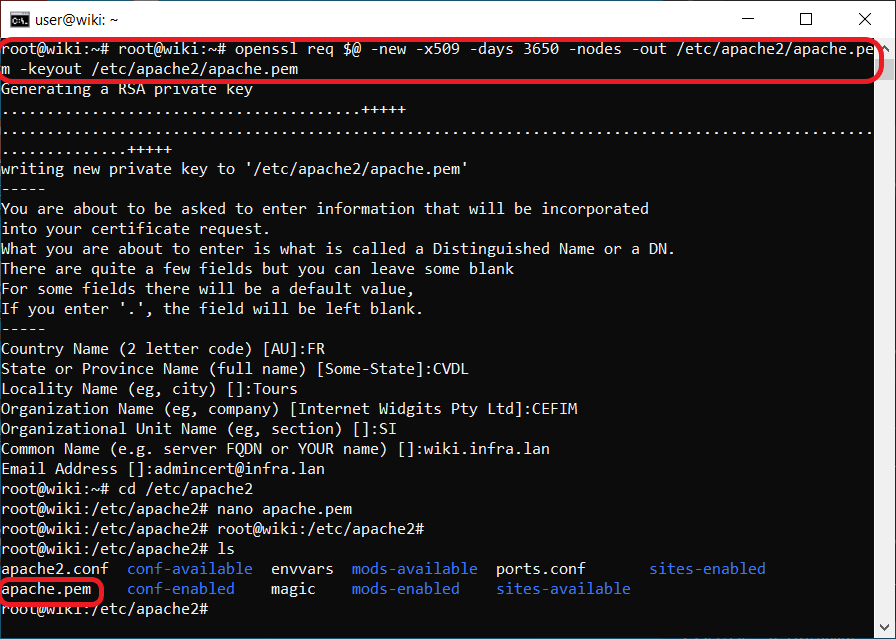 user@wiki: ~
root@wiki:~# root@wiki:~# openssl req $@ -new -x509 -days 3650 -nodes -out /etc/apache2/apache.pe
m -keyout /etc/apache2/apache.pem
Generating a RSA private key
........................................+++++
.................................................................................................
..............+++++
writing new private key to '/etc/apache2/apache.pem'
-----
You are about to be asked to enter information that will be incorporated
into your certificate request.
What you are about to enter is what is called a Distinguished Name or a DN.
There are quite a few fields but you can leave some blank
For some fields there will be a default value,
If you enter '.', the field will be left blank.
-----
Country Name (2 letter code) [AU]:FR
State or Province Name (full name) [Some-State]:CVDL
Locality Name (eg, city) []:Tours
Organization Name (eg, company) [Internet Widgits Pty Ltd]:CEFIM
Organizational Unit Name (eg, section) []:SI
Common Name (e.g. server FQDN or YOUR name) []:wiki.infra.lan
Email Address []:admincert@infra.lan
root@wiki:~# cd /etc/apache2
root@wiki:/etc/apache2# nano apache.pem
root@wiki:/etc/apache2# root@wiki:/etc/apache2#
root@wiki:/etc/apache2# ls
apache2.conf  conf-available  envvars  mods-available  ports.conf       sites-enabled
apache.pem    conf-enabled    magic    mods-enabled    sites-available
root@wiki:/etc/apache2#